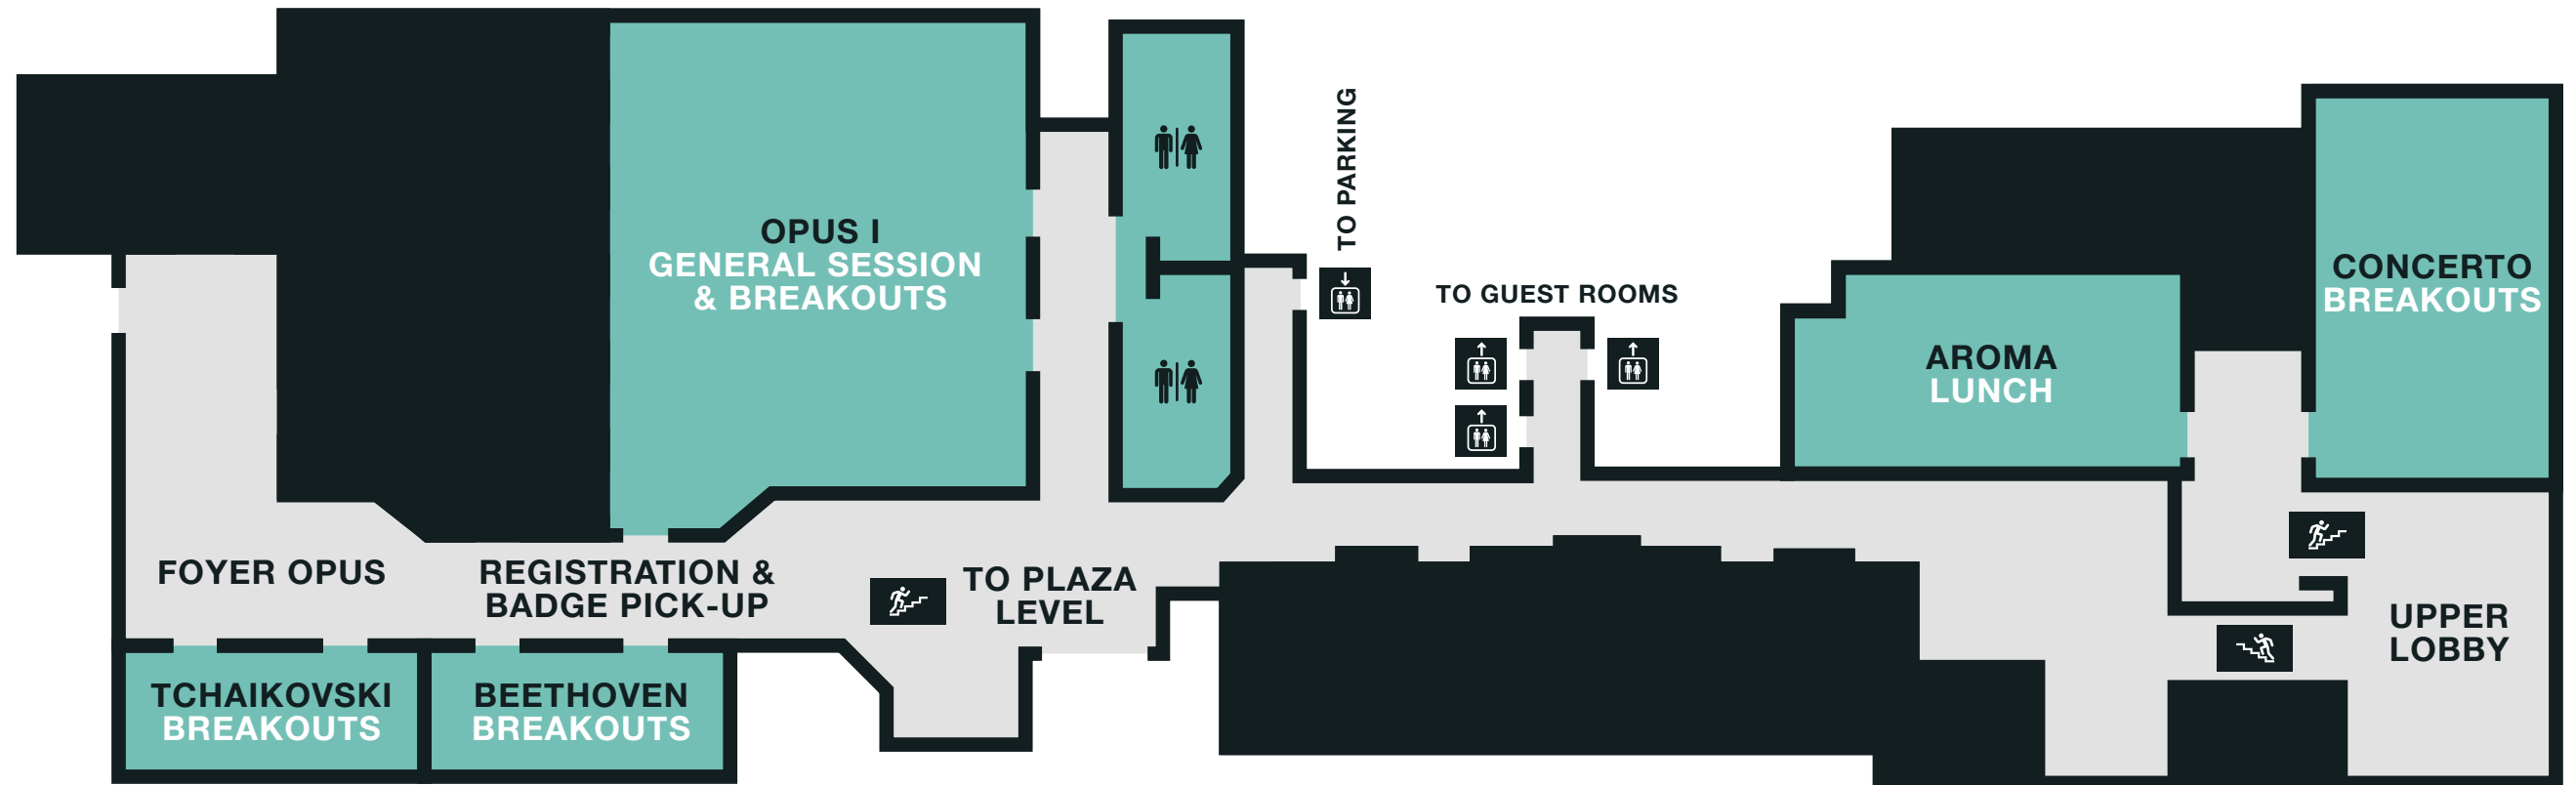 OPUS I
GENERAL SESSION
& BREAKOUTS
TO PARKING
TO GUEST ROOMS
AROMA
LUNCH
CONCERTO
BREAKOUTS
FOYER OPUS
REGISTRATION &
BADGE PICK-UP
TO PLAZA
LEVEL
UPPER
LOBBY
TCHAIKOVSKI
BREAKOUTS
BEETHOVEN
BREAKOUTS